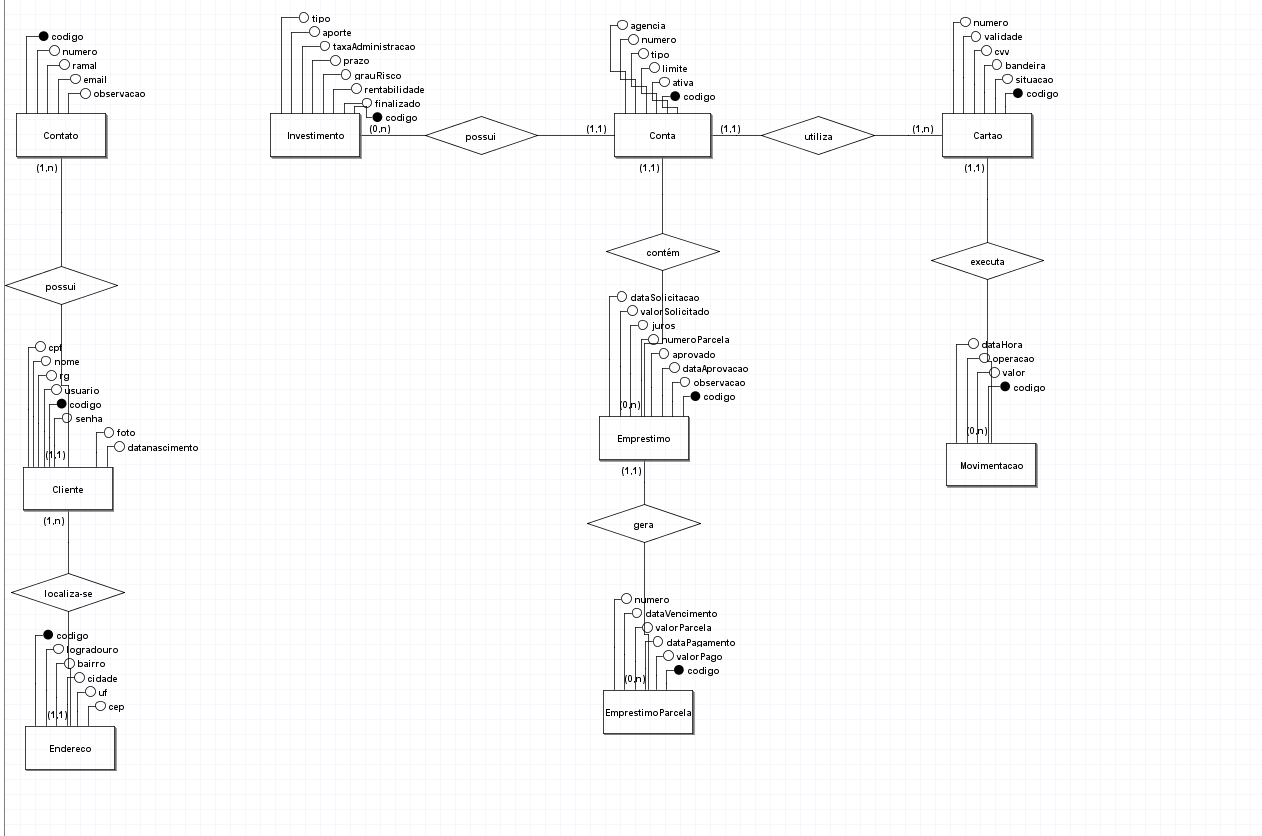 codigo
numero
ramal
email
observacao
Contato
(1,n)
possui
cpf
nome
rg
usuario
codigo
senha
foto
datanascimento
(1,1)
Cliente
(1,n)
localiza-se
codigo
logradouro
bairro
cidade
uf
cep
(1,1)
Endereco
tipo
aporte
taxaAdministracao
prazo
grauRisco
rentabilidade
finalizado
codigo
Investimento
(0,n)
possui
(1,1)
agencia
numero
tipo
limite
ativa
codigo
Conta
(1,1)
utiliza
(1,n)
numero
validade
cvv
bandeira
situacao
codigo
Cartao
(1,1)
contém
dataSolicitacao
valorSolicitado
juros
numeroParcela
aprovado
dataAprovacao
observacao
codigo
(0,n)
Emprestimo
(1,1)
gera
numero
dataVencimento
valorParcela
dataPagamento
valorPago
codigo
(0,n)
EmprestimoParcela
(1,1)
executa
dataHora
operacao
valor
codigo
(0,n)
Movimentacao